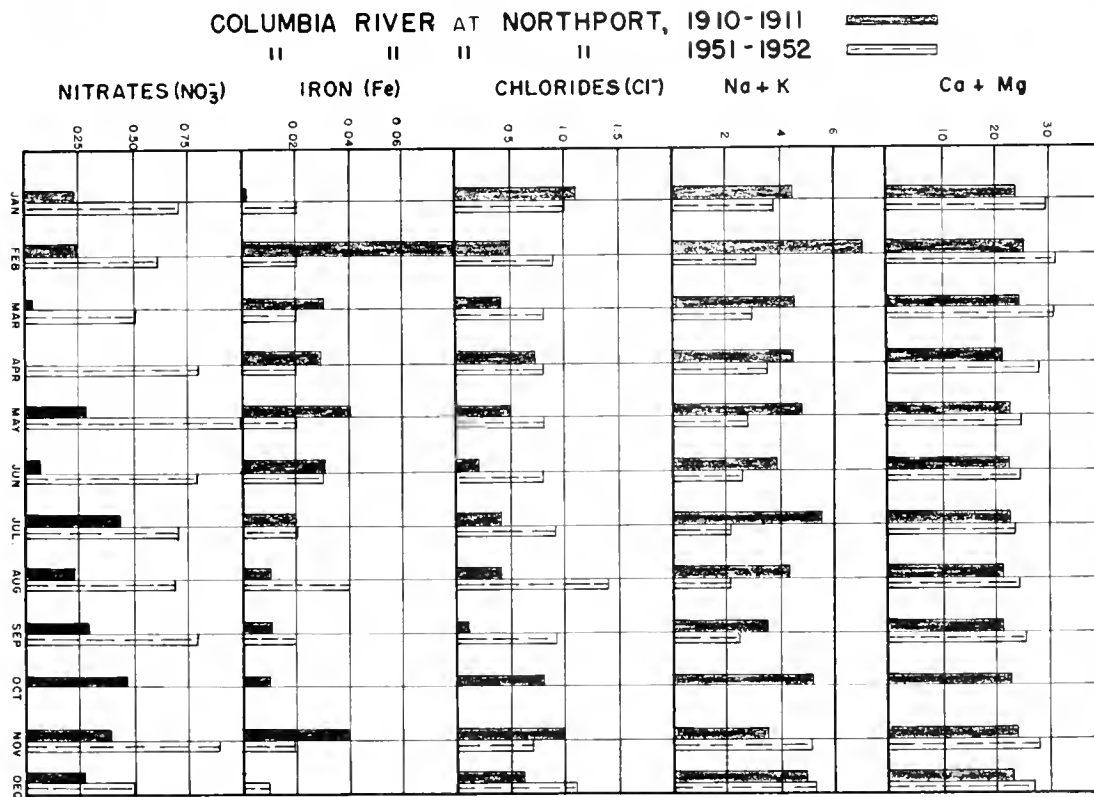 COLUMBIA RIVER AT NORTHPORT, 1910-1911
" " " " 1951-1952
NITRATES (NO3-) IRON (Fe) CHLORIDES (Cl-) Na + K Ca + Mg
0.25 0.50 0.75 0.02 0.04 0.06 0.5 1.0 1.5 2 4 6 10 20 30
JAN
FEB
MAR
APR
MAY
JUN
JUL
AUG
SEP
OCT
NOV
DEC